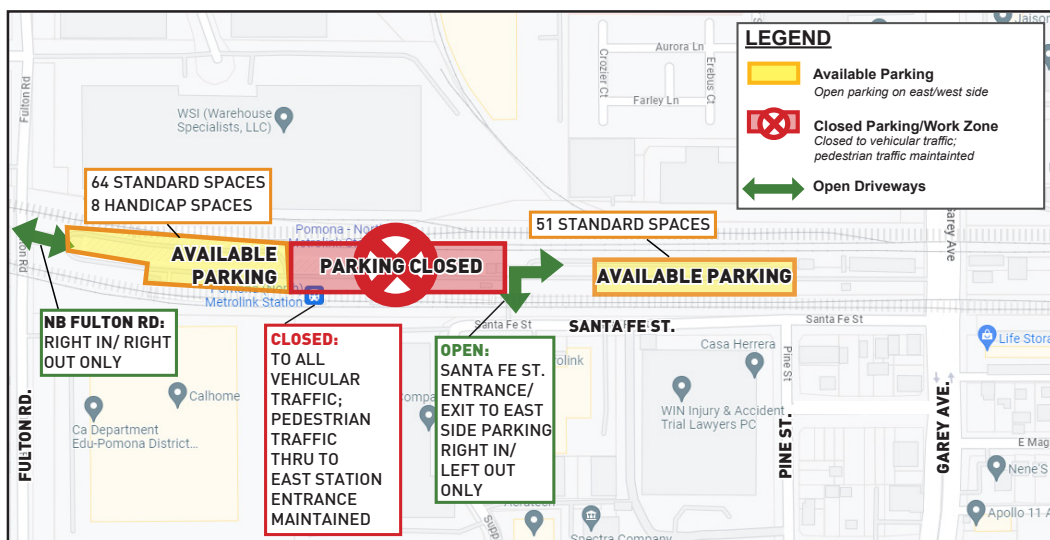 LEGEND
Available Parking
Open parking on east/west side
Closed Parking/Work Zone
Closed to vehicular traffic;
pedestrian traffic maintainted
Open Driveways
Aurora Ln
Crozier Ct
Erebus Ct
Farley Ln
Fulton Rd
WSI (Warehouse
Specialists, LLC)
64 STANDARD SPACES
8 HANDICAP SPACES
51 STANDARD SPACES
Pomona - North
AVAILABLE
PARKING
PARKING CLOSED
AVAILABLE PARKING
Metrolink Station
NB FULTON RD:
RIGHT IN/ RIGHT
OUT ONLY
CLOSED:
TO ALL
VEHICULAR
TRAFFIC;
PEDESTRIAN
TRAFFIC
THRU TO
EAST STATION
ENTRANCE
MAINTAINED
OPEN:
SANTA FE ST.
ENTRANCE/
EXIT TO EAST
SIDE PARKING
RIGHT IN/
LEFT OUT
ONLY
Santa Fe St
SANTA FE ST.
Santa Fe St
Casa Herrera
Life Stora
Calhome
Ca Department
Edu-Pomona District...
WIN Injury & Accident
Trial Lawyers PC
Pine St
PINE ST.
GAREY AVE.
Garey Ave
FULTON RD.
E Mag
Nene's
Apollo 11 A
Spectra Company